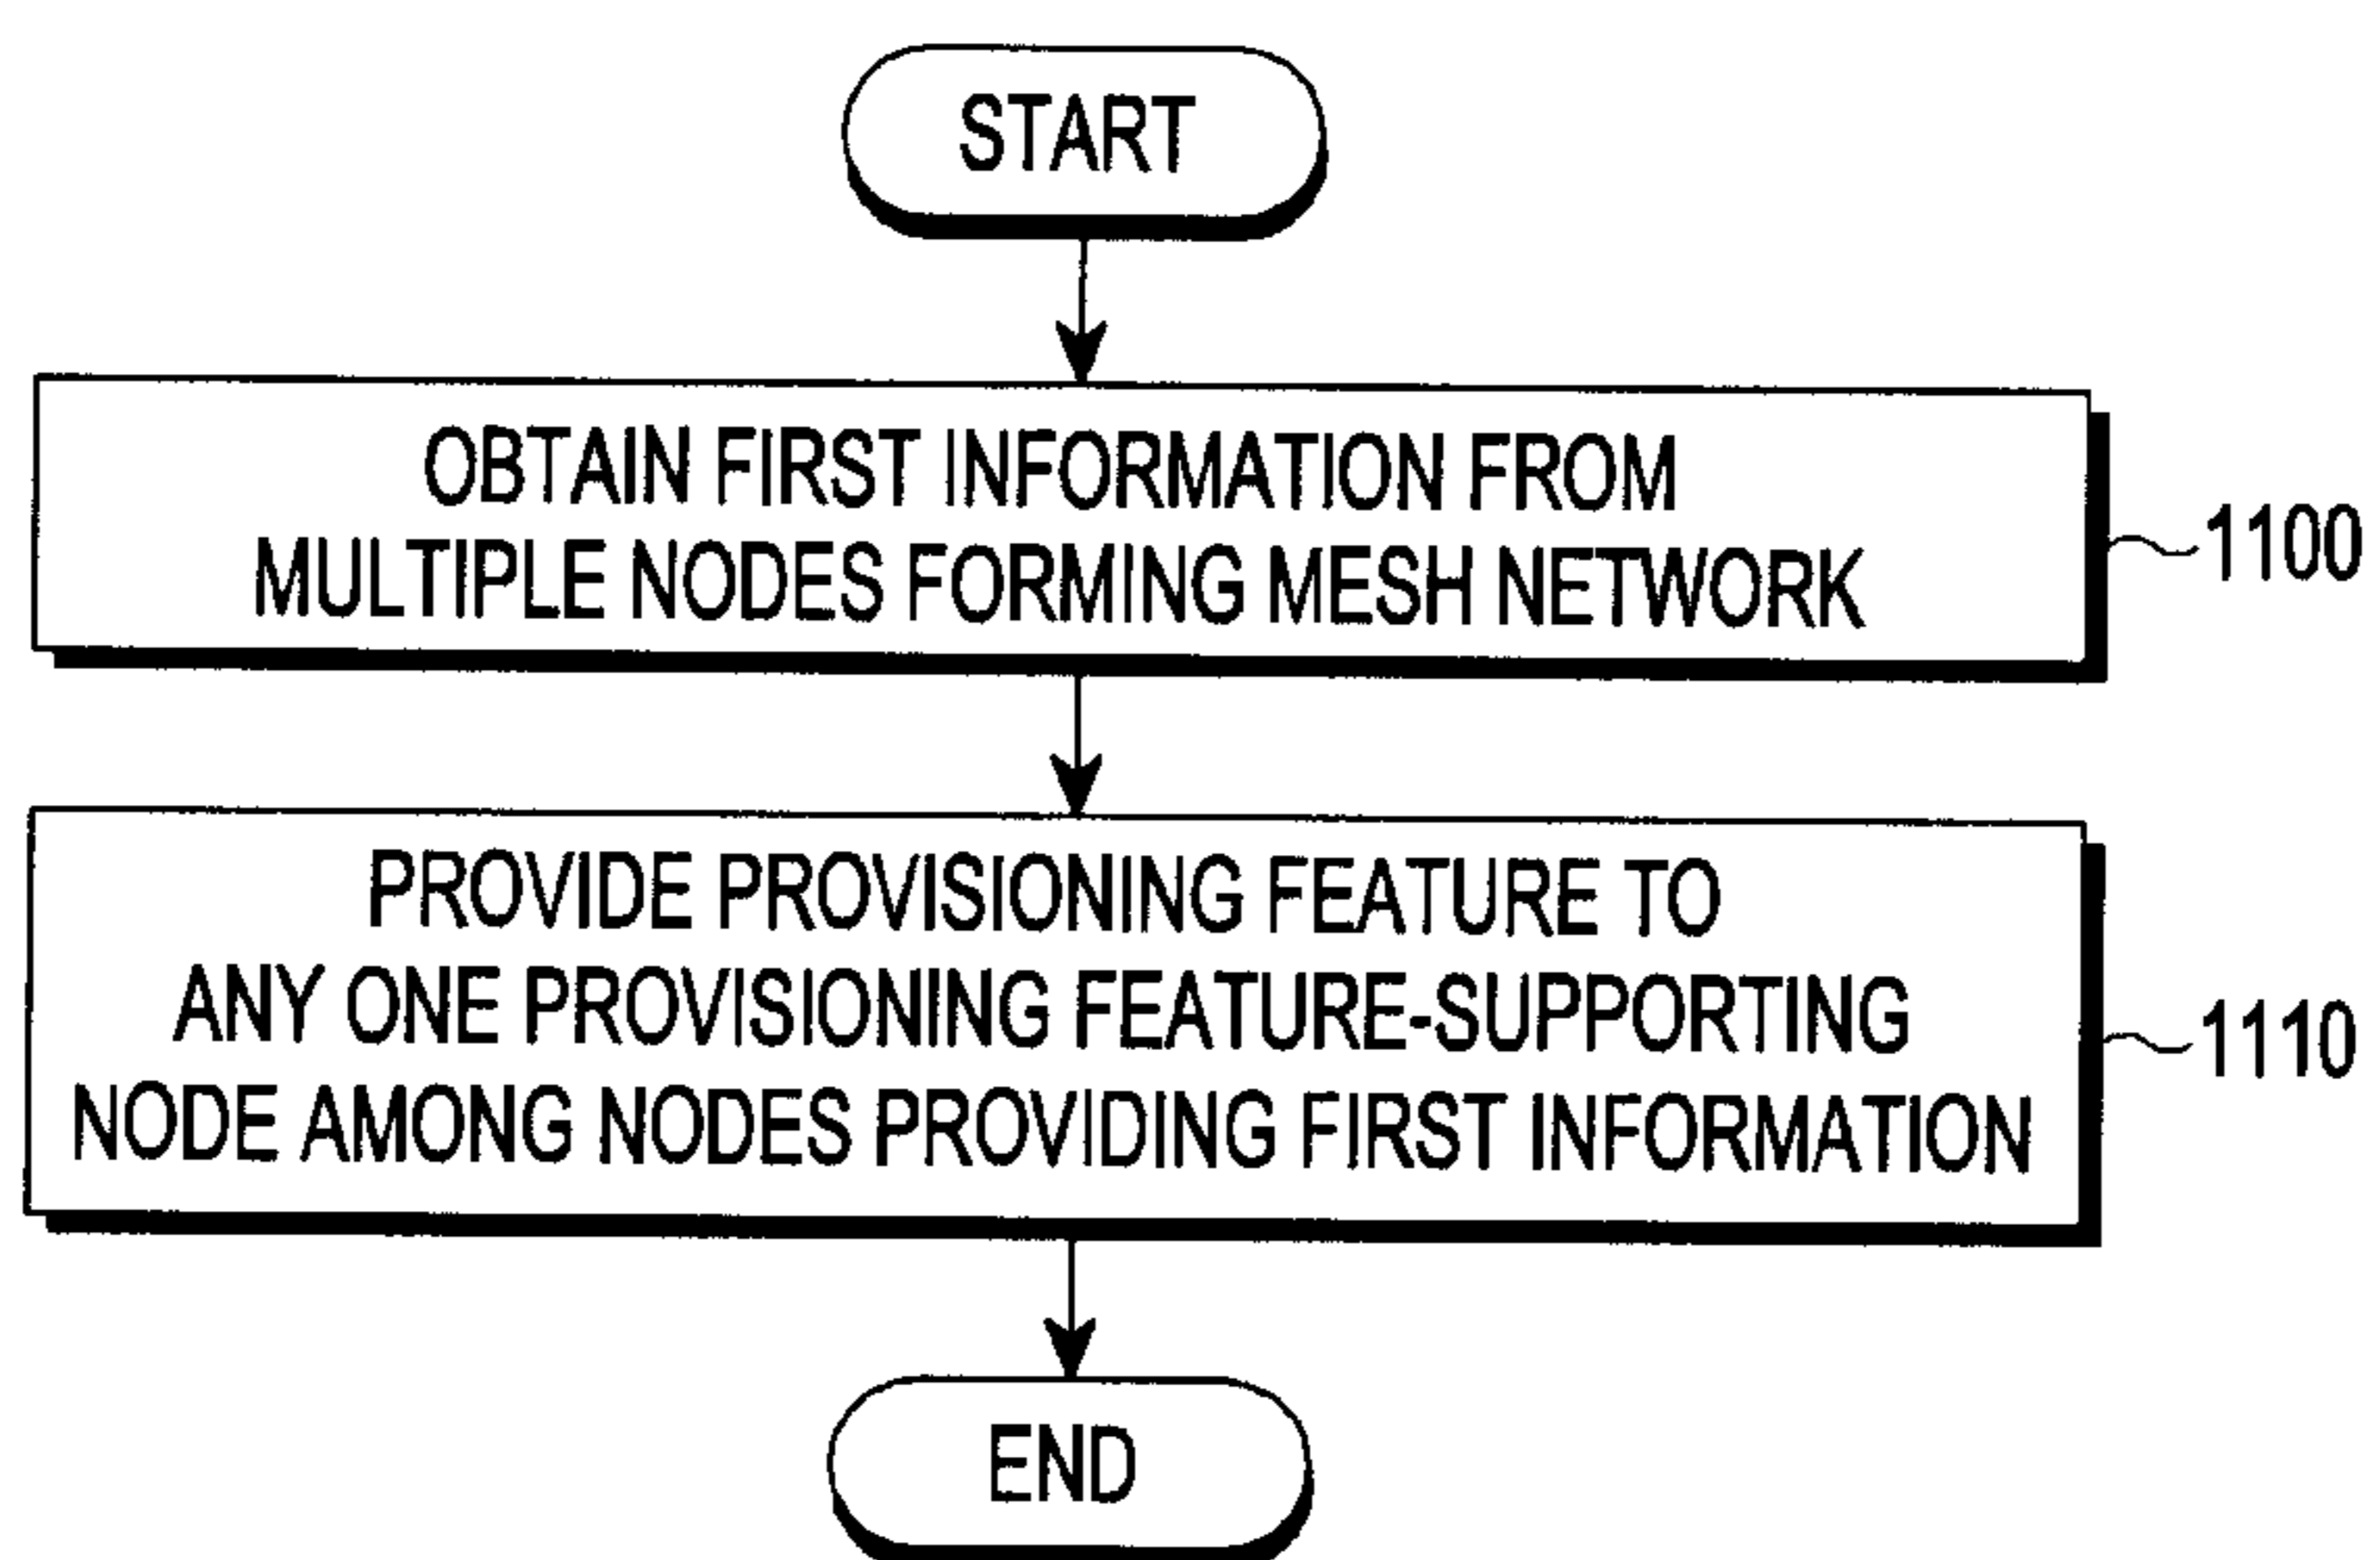 START
OBTAIN FIRST INFORMATION FROM
MULTIPLE NODES FORMING MESH NETWORK
1100
PROVIDE PROVISIONING FEATURE TO
ANY ONE PROVISIONING FEATURE-SUPPORTING
NODE AMONG NODES PROVIDING FIRST INFORMATION
1110
END